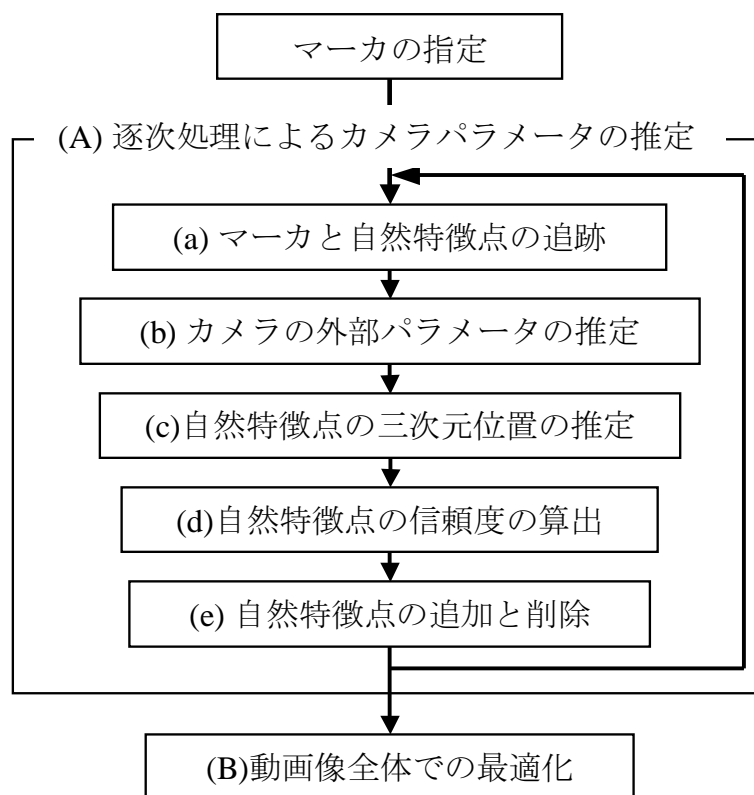 マーカの指定
(A) 逐次処理によるカメラパラメータの推定
(a) マーカと自然特徴点の追跡
(b) カメラの外部パラメータの推定
(c)自然特徴点の三次元位置の推定
(d)自然特徴点の信頼度の算出
(e) 自然特徴点の追加と削除
(B)動画像全体での最適化